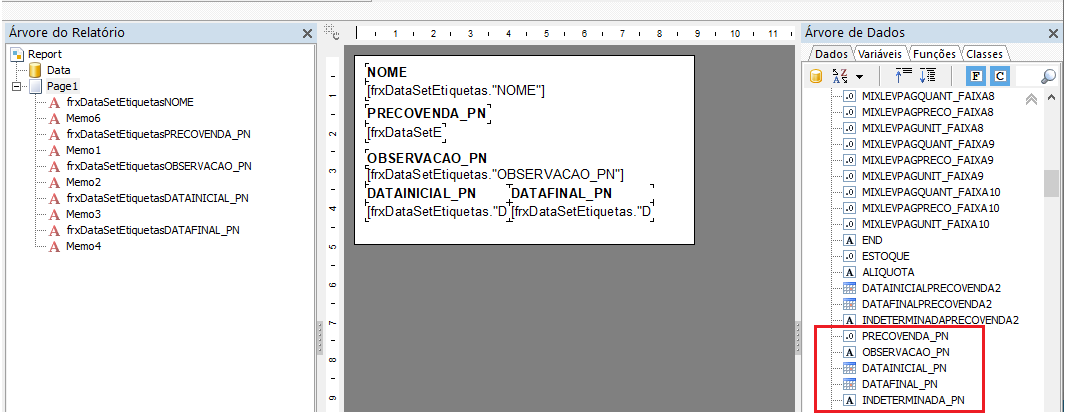 Árvore do Relatório
Report
Data
Page1
frxDataSetEtiquetasNOME
Memo6
frxDataSetEtiquetasPRECOVENDA_PN
Memo1
frxDataSetEtiquetasOBSERVACAO_PN
Memo2
frxDataSetEtiquetasDATAINICIAL_PN
Memo3
frxDataSetEtiquetasDATAFINAL_PN
Memo4
1 2 3 4 5 6 7 8 9 10 11
1
2
3
4
5
6
7
8
9
NOME
[frxDataSetEtiquetas."NOME"]
PRECOVENDA_PN
[frxDataSetE
OBSERVACAO_PN
[frxDataSetEtiquetas."OBSERVACAO_PN"]
DATAINICIAL_PN DATAFINAL_PN
[frxDataSetEtiquetas."D [frxDataSetEtiquetas."D
Árvore de Dados
Dados Variáveis Funções Classes
Z A Z A F C
MIXLEVPAGQUANT_FAIXA8
MIXLEVPAGPRECO_FAIXA8
MIXLEVPAGUNIT_FAIXA8
MIXLEVPAGQUANT_FAIXA9
MIXLEVPAGPRECO_FAIXA9
MIXLEVPAGUNIT_FAIXA9
MIXLEVPAGQUANT_FAIXA10
MIXLEVPAGPRECO_FAIXA10
MIXLEVPAGUNIT_FAIXA10
END
ESTOQUE
ALIQUOTA
DATAINICIALPRECOVENDA2
DATAFINALPRECOVENDA2
INDETERMINADAPRECOVENDA2
PRECOVENDA_PN
OBSERVACAO_PN
DATAINICIAL_PN
DATAFINAL_PN
INDETERMINADA_PN